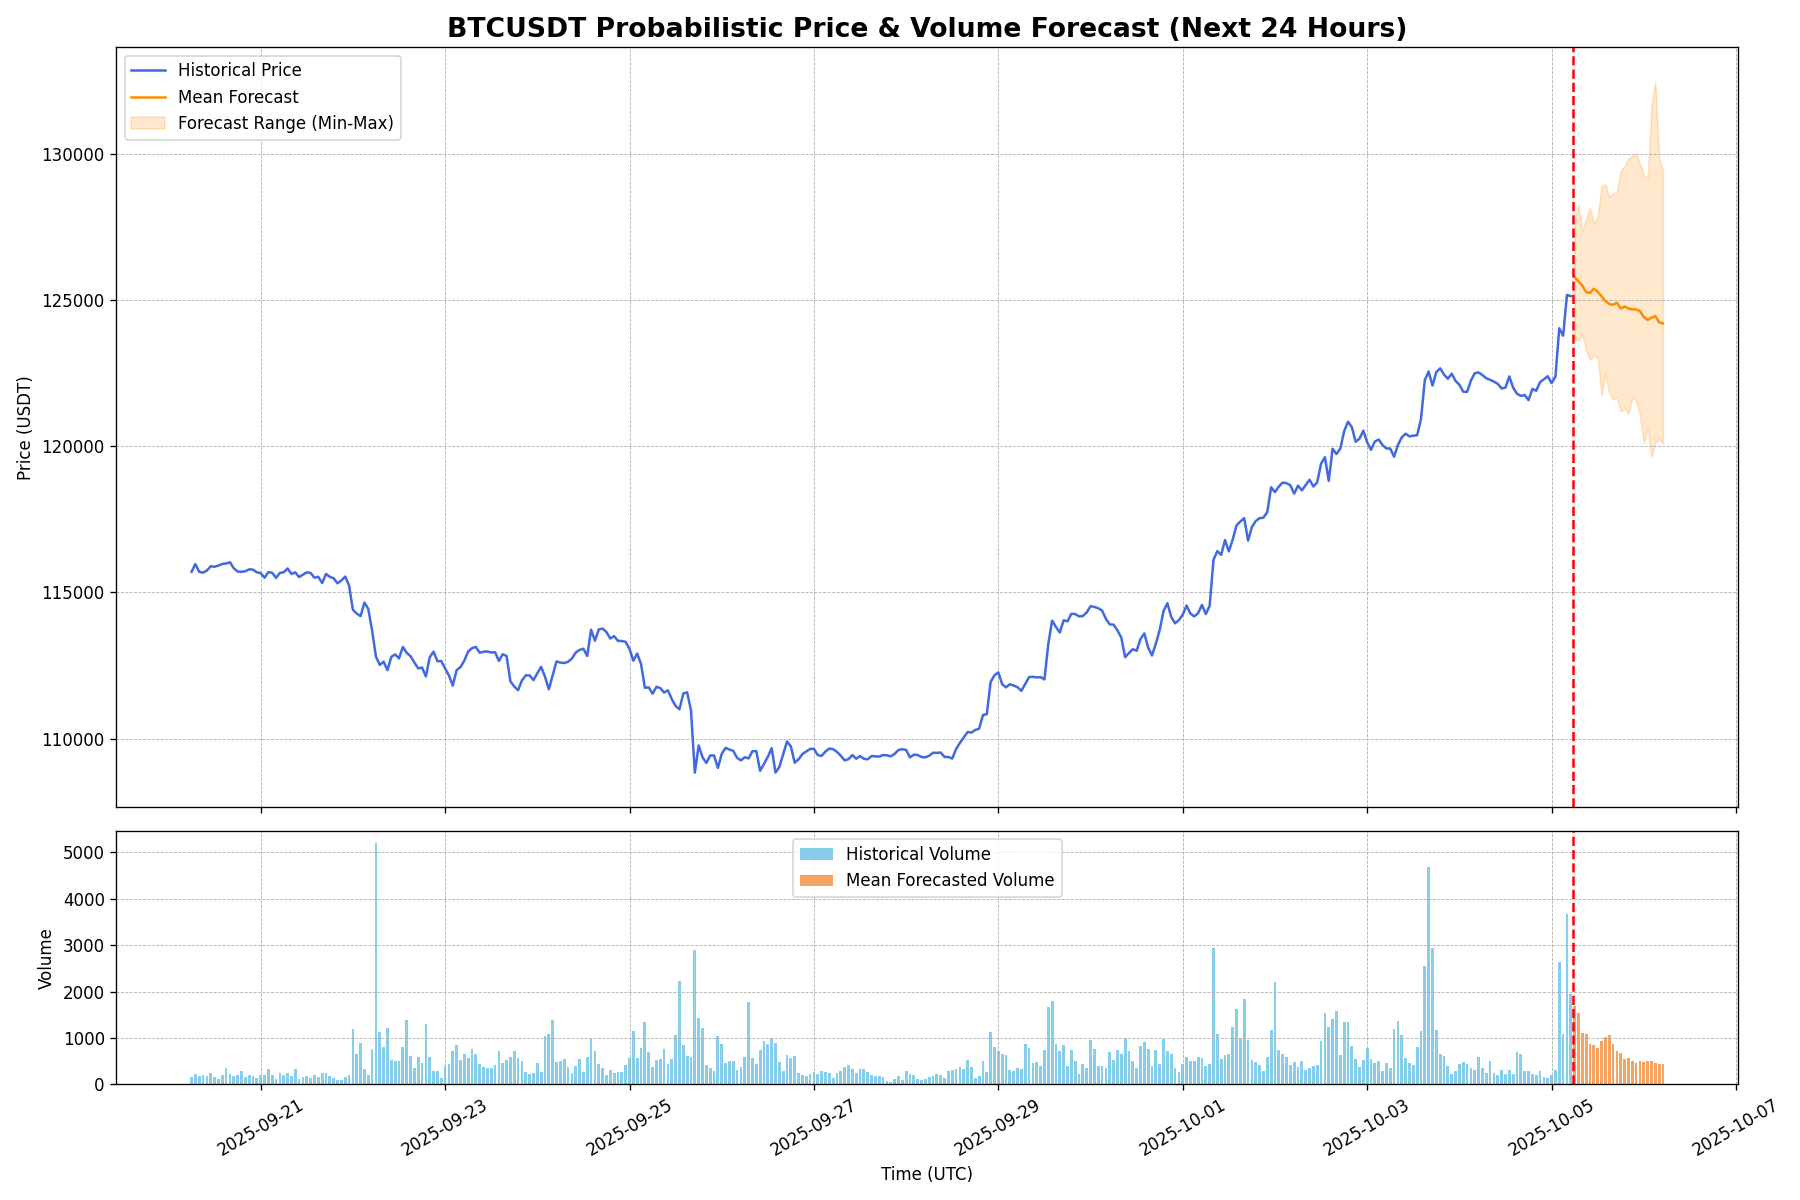 BTCUSDT Probabilistic Price & Volume Forecast (Next 24 Hours)
Historical Price
Mean Forecast
Forecast Range (Min-Max)
130000
125000
120000
115000
110000
Price (USDT)
Historical Volume
Mean Forecasted Volume
5000
4000
3000
2000
1000
0
Volume
2025-09-21
2025-09-23
2025-09-25
2025-09-27
2025-09-29
2025-10-01
2025-10-03
2025-10-05
2025-10-07
Time (UTC)